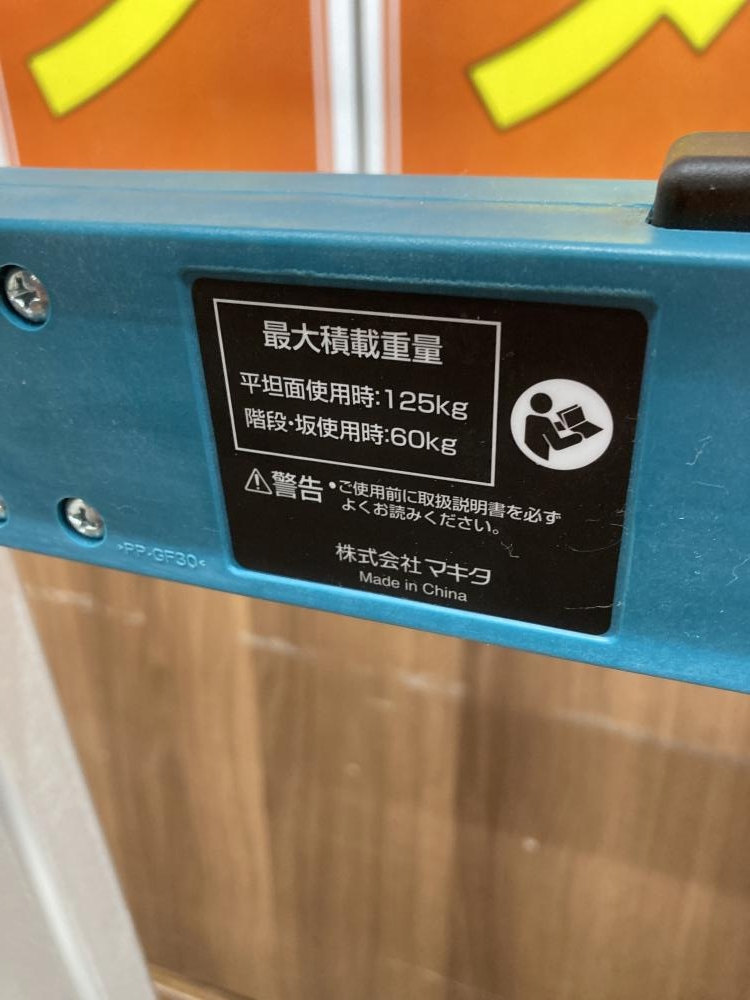 最大積載重量
平坦面使用時:125kg
階段・坂使用時:60kg
⚠警告
•ご使用前に取扱説明書を必ず
よくお読みください。
株式会社 マキタ
Made in China
>PP-GF30<